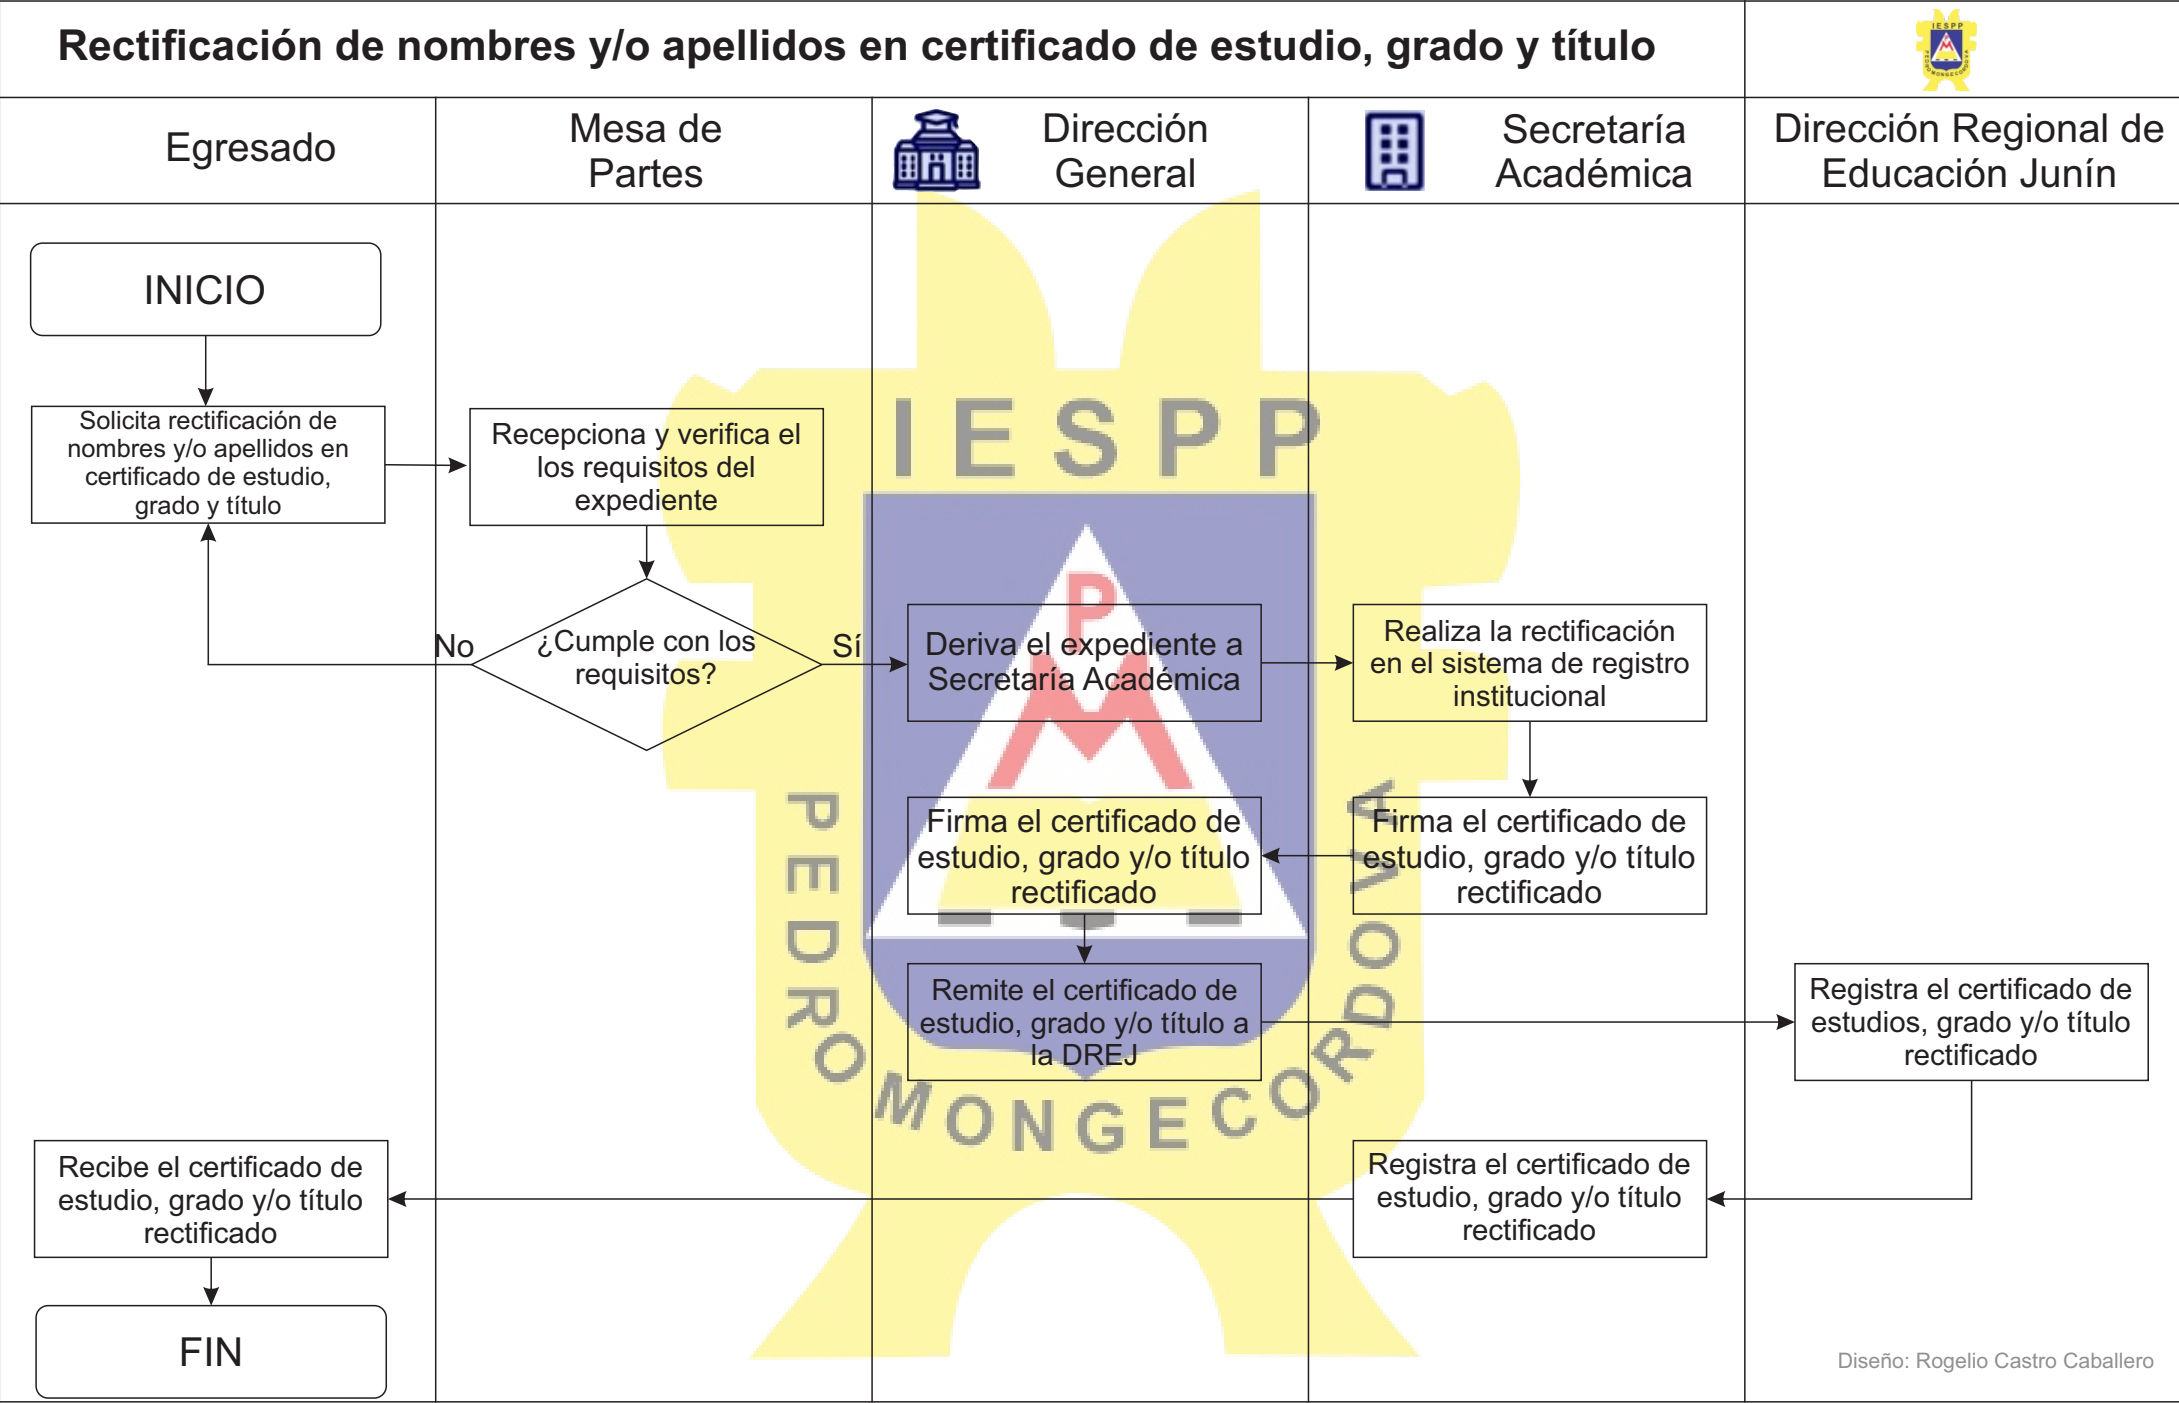 Rectificación de nombres y/o apellidos en certificado de estudio, grado y título
IESPP
PEDRO MONGE CORDOVA
Egresado
Mesa de
Partes
Dirección
General
Secretaría
Académica
Dirección Regional de
Educación Junín
INICIO
Solicita rectificación de
nombres y/o apellidos en
certificado de estudio,
grado y título
Recepciona y verifica el
los requisitos del
expediente
¿Cumple con los
requisitos?
No
Sí
Deriva el expediente a
Secretaría Académica
Realiza la rectificación
en el sistema de registro
institucional
Firma el certificado de
estudio, grado y/o título
rectificado
Firma el certificado de
estudio, grado y/o título
rectificado
Remite el certificado de
estudio, grado y/o título a
la DREJ
Registra el certificado de
estudios, grado y/o título
rectificado
Registra el certificado de
estudio, grado y/o título
rectificado
Recibe el certificado de
estudio, grado y/o título
rectificado
FIN
IESPP
P
M
PEDRO MONGE CORDOVA
Diseño: Rogelio Castro Caballero